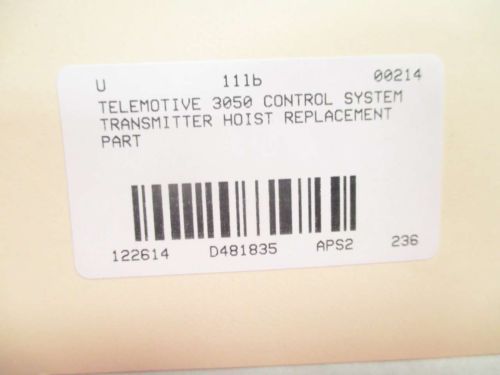 U 111b 00214
TELEMOTIVE 3050 CONTROL SYSTEM
TRANSMITTER HOIST REPLACEMENT
PART
122614 D481835 APS2 236